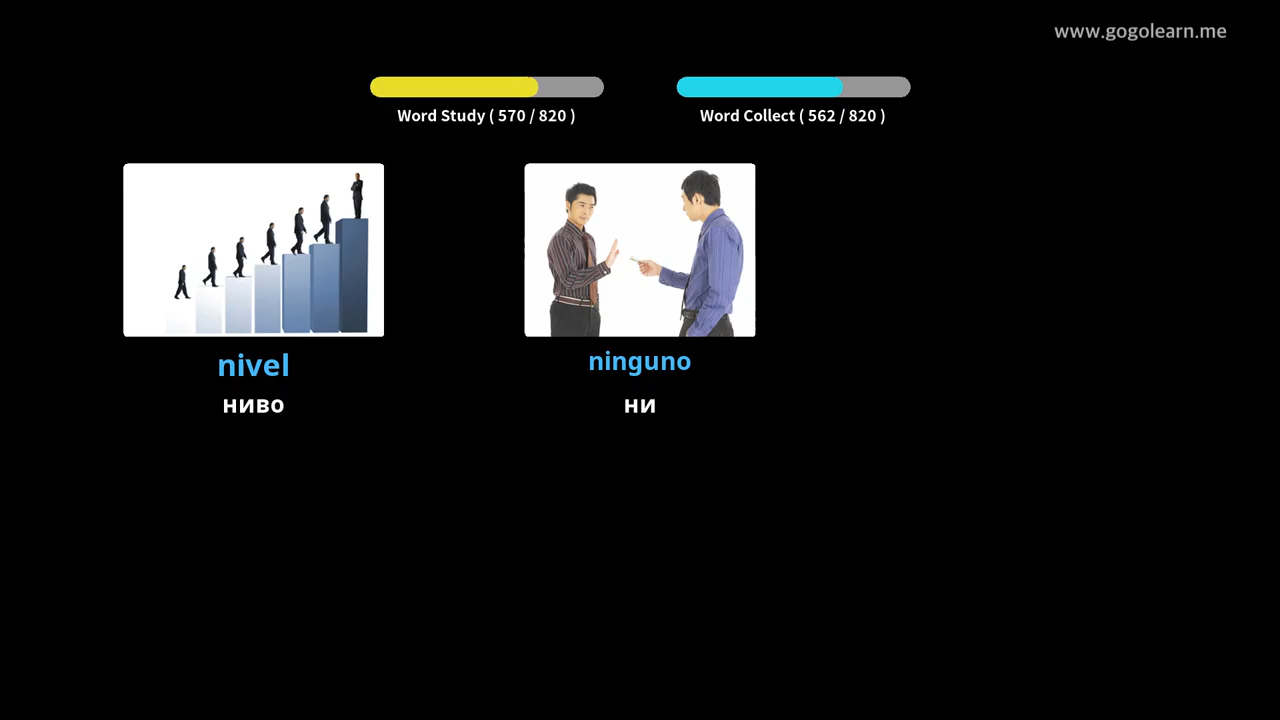 www.gogolearn.me
Word Study ( 570 / 820 )
Word Collect ( 562 / 820 )
nivel
ниво
ninguno
ни